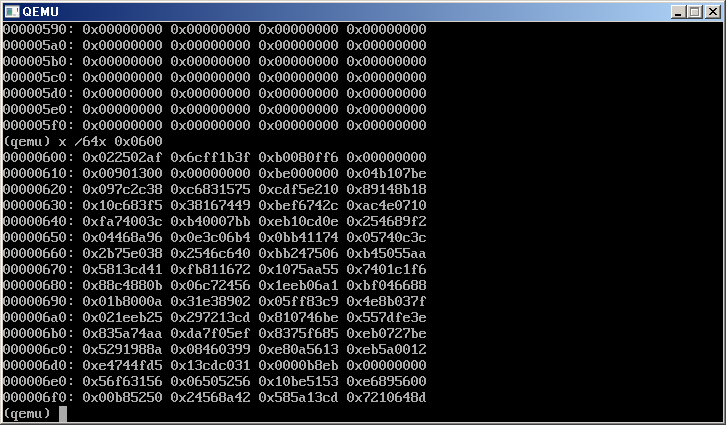 QEMU
00000590: 0x00000000 0x00000000 0x00000000 0x00000000
000005a0: 0x00000000 0x00000000 0x00000000 0x00000000
000005b0: 0x00000000 0x00000000 0x00000000 0x00000000
000005c0: 0x00000000 0x00000000 0x00000000 0x00000000
000005d0: 0x00000000 0x00000000 0x00000000 0x00000000
000005e0: 0x00000000 0x00000000 0x00000000 0x00000000
000005f0: 0x00000000 0x00000000 0x00000000 0x00000000
(qemu) x /64x 0x0600
00000600: 0x022502af 0x6cff1b3f 0xb0080ff6 0x00000000
00000610: 0x00901300 0x00000000 0xbe000000 0x04b107be
00000620: 0x097c2c38 0xc6831575 0xcdf5e210 0x89148b18
00000630: 0x10c683f5 0x38167449 0xbef6742c 0xac4e0710
00000640: 0xfa74003c 0xb40007bb 0xeb10cd0e 0x254689f2
00000650: 0x04468a96 0x0e3c06b4 0x0bb41174 0x05740c3c
00000660: 0x2b75e038 0x2546c640 0xbb247506 0xb45055aa
00000670: 0x5813cd41 0xfb811672 0x1075aa55 0x7401c1f6
00000680: 0x88c4880b 0x06c72456 0x1eeb06a1 0xbf046688
00000690: 0x01b8000a 0x31e38902 0x05ff83c9 0x4e8b037f
000006a0: 0x021eeb25 0x297213cd 0x810746be 0x557dfe3e
000006b0: 0x835a74aa 0xda7f05ef 0x8375f685 0xeb0727be
000006c0: 0x5291988a 0x08460399 0xe80a5613 0xeb5a0012
000006d0: 0xe4744fd5 0x13cdc031 0x0000b8eb 0x00000000
000006e0: 0x56f63156 0x06505256 0x10be5153 0xe6895600
000006f0: 0x00b85250 0x24568a42 0x585a13cd 0x7210648d
(qemu)